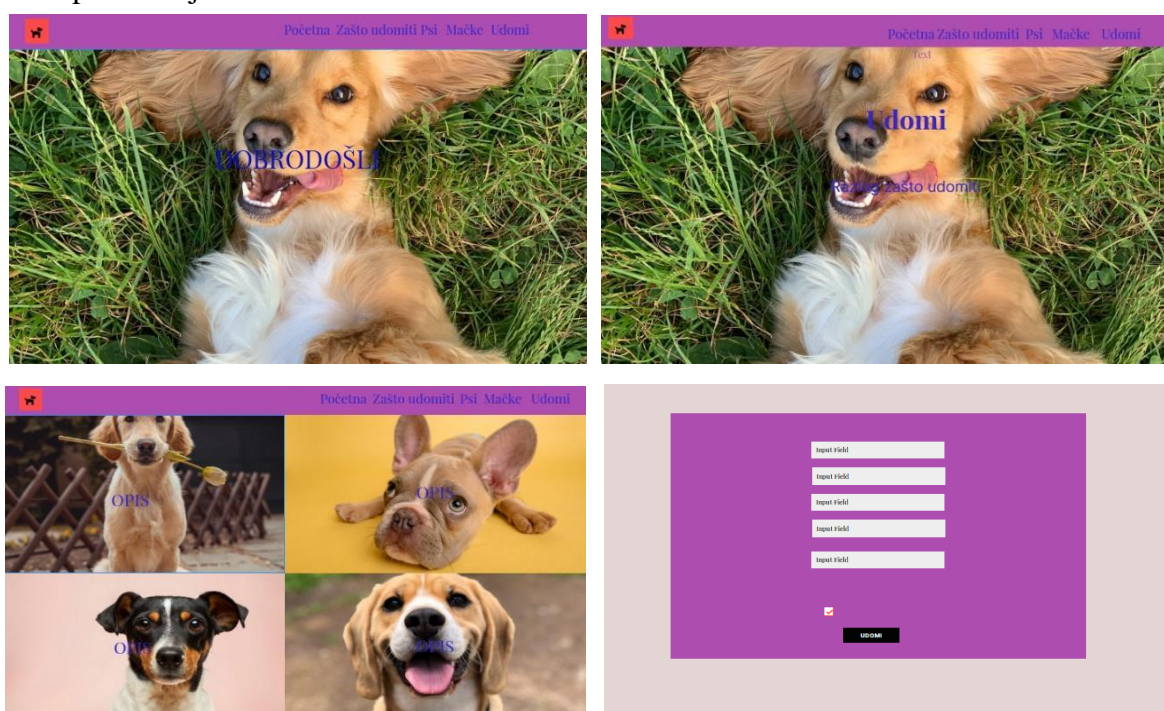 Početna Zašto udomiti Psi Mačke Udomi
DOBRODOŠLI
Početna Zašto udomiti Psi Mačke Udomi
Text
Udomi
Razlog zašto udomiti
Početna Zašto udomiti Psi Mačke Udomi
OPIS
OPIS
OPIS
OPIS
Input Field
Input Field
Input Field
Input Field
Input Field
UDOMI